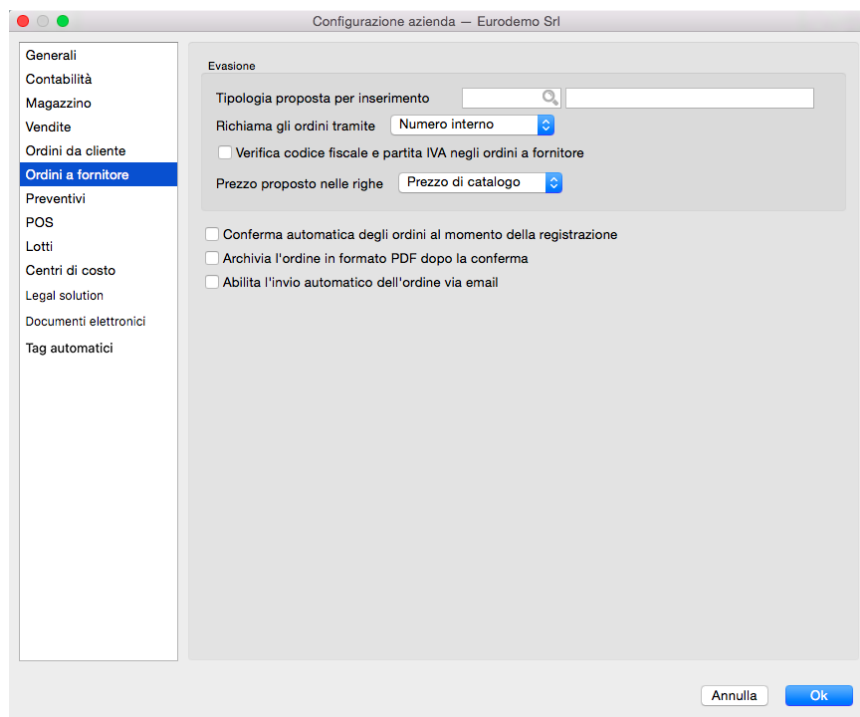 Configurazione azienda — Eurodemo Srl
Generali
Contabilità
Magazzino
Vendite
Ordini da cliente
Ordini a fornitore
Preventivi
POS
Lotti
Centri di costo
Legal solution
Documenti elettronici
Tag automatici
Evasione
Tipologia proposta per inserimento
Richiama gli ordini tramite Numero interno
Verifica codice fiscale e partita IVA negli ordini a fornitore
Prezzo proposto nelle righe Prezzo di catalogo
Conferma automatica degli ordini al momento della registrazione
Archivia l'ordine in formato PDF dopo la conferma
Abilita l'invio automatico dell'ordine via email
Annulla Ok